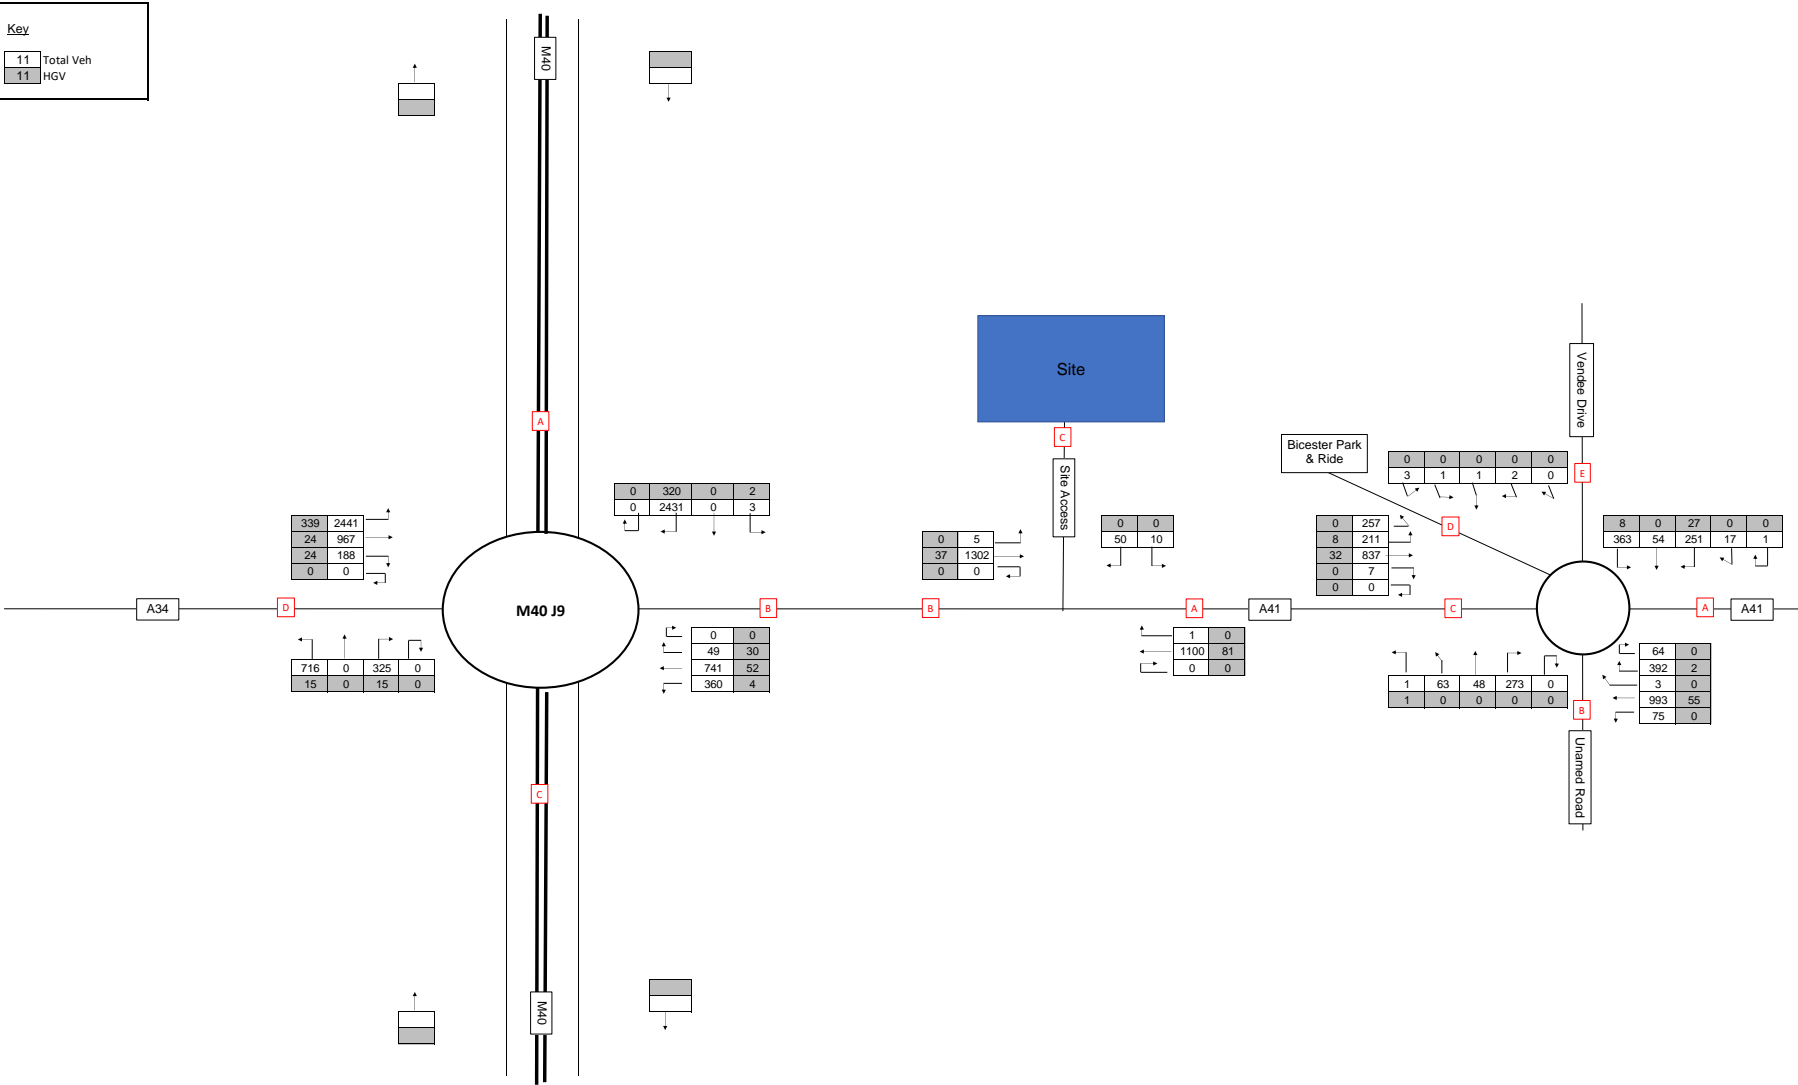 Key
11 Total Veh
11 HGV
M40
A
Site
C
Site Access
Vendee Drive
Bicester Park
& Ride
E
D
0 0 0 0 0
3 1 1 2 0
0 320 0 2
0 2431 0 3
339 2441
24 967
24 188
0 0
0 5
37 1302
0 0
0 0
50 10
0 257
8 211
32 837
0 7
0 0
8 0 27 0 0
363 54 251 17 1
A34
D
M40 J9
B
B
A
A41
C
A
A41
716 0 325 0
15 0 15 0
0 0
49 30
741 52
360 4
1 0
1100 81
0 0
1 63 48 273 0
1 0 0 0 0
64 0
392 2
3 0
993 55
75 0
B
Unamed Road
C
M40